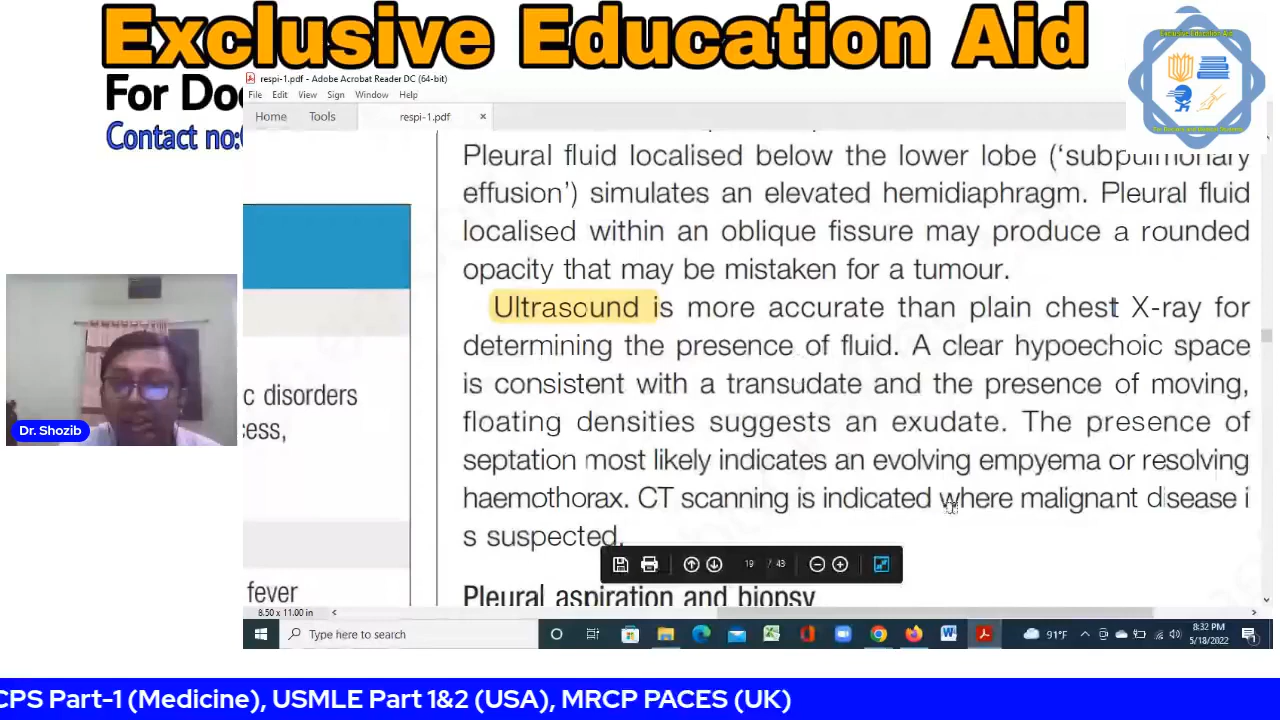 Exclusive Education Aid
For Do
Contact no:
respi-1.pdf - Adobe Acrobat Reader DC (64-bit)
File Edit View Sign Window Help
Home Tools respi-1.pdf ×
Pleural fluid localised below the lower lobe ('subpulmonary
effusion') simulates an elevated hemidiaphragm. Pleural fluid
localised within an oblique fissure may produce a rounded
opacity that may be mistaken for a tumour.
Ultrasound is more accurate than plain chest X-ray for
determining the presence of fluid. A clear hypoechoic space
is consistent with a transudate and the presence of moving,
floating densities suggests an exudate. The presence of
septation most likely indicates an evolving empyema or resolving
haemothorax. CT scanning is indicated where malignant disease i
s suspected.
Pleural aspiration and biopsy
c disorders
ess,
fever
Dr. Shozib
19 / 43
8.50 x 11.00 in
Type here to search
91°F
8:32 PM
5/18/2022
CPS Part-1 (Medicine), USMLE Part 1&2 (USA), MRCP PACES (UK)